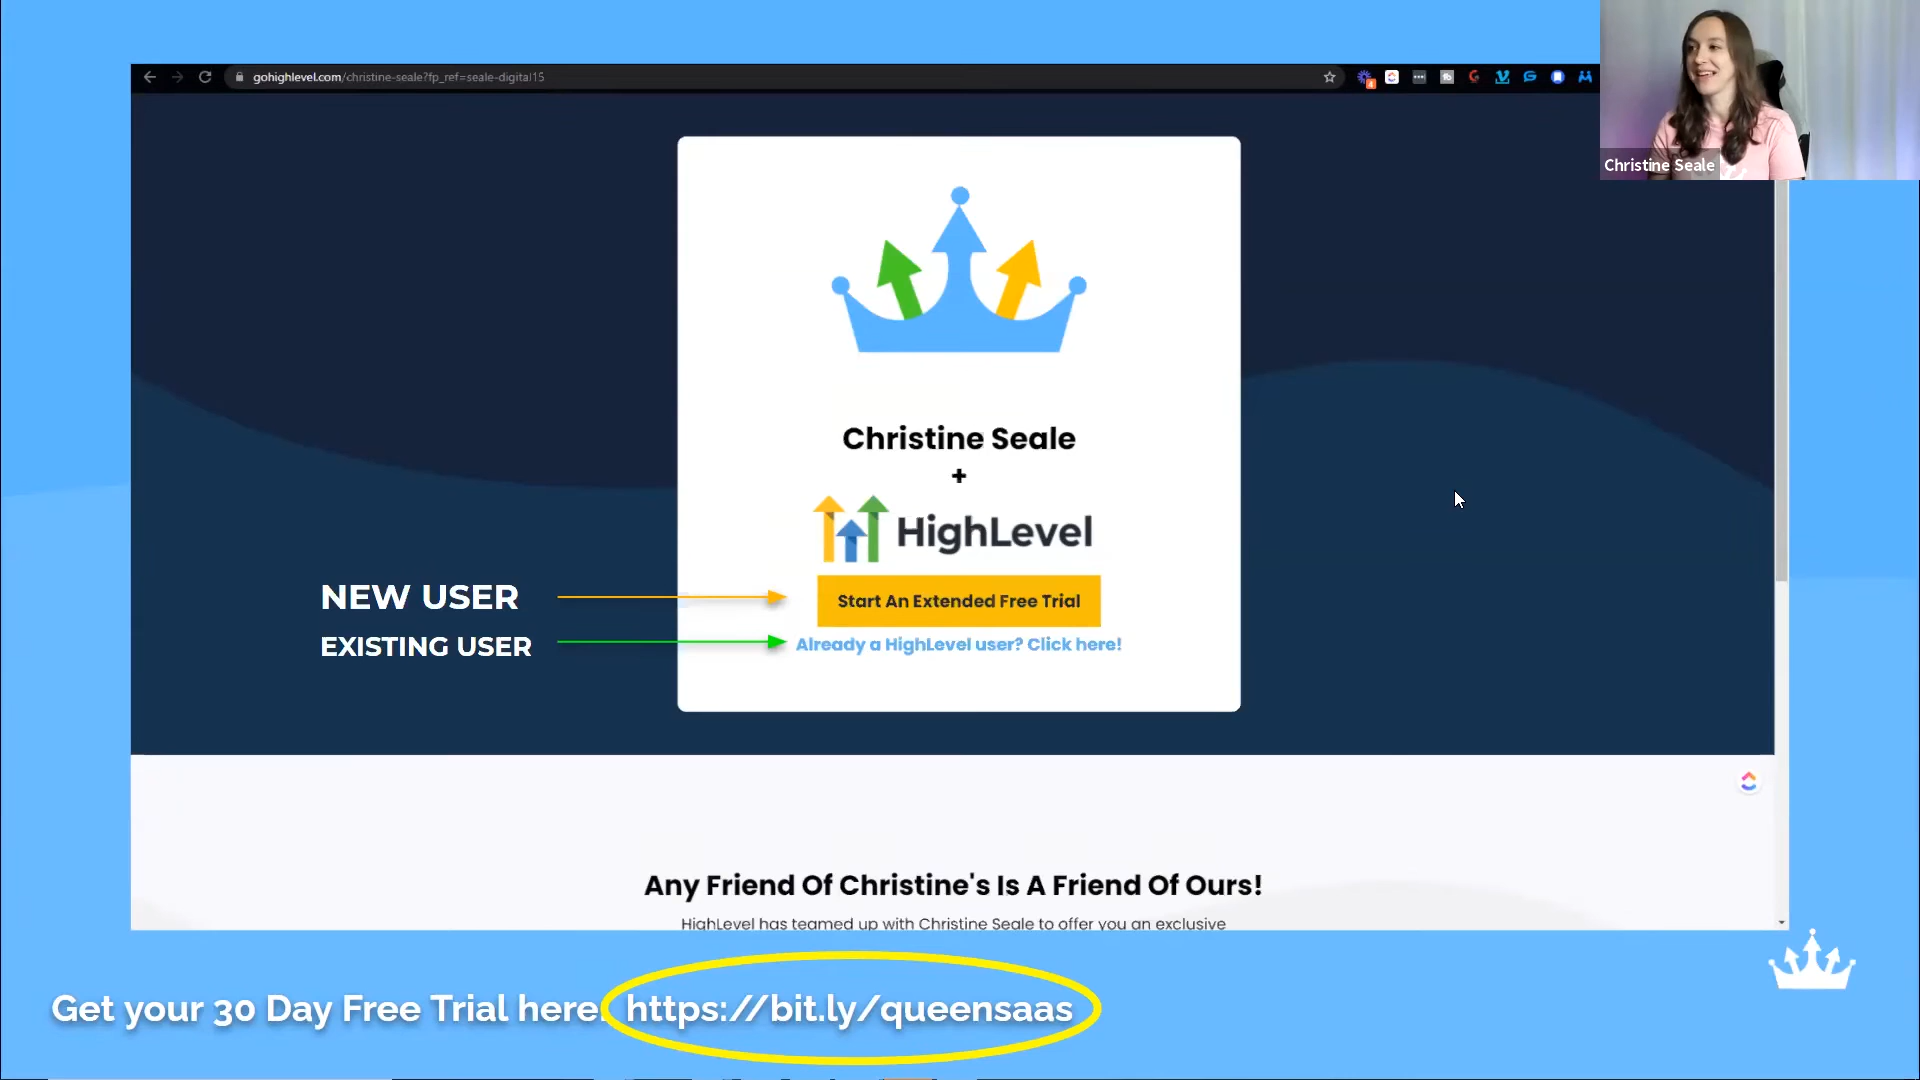 gohighlevel.com/christine-seale?fp_ref=seale-digital15
Christine Seale
Christine Seale
+
HighLevel
NEW USER
Start An Extended Free Trial
EXISTING USER
Already a HighLevel user? Click here!
Any Friend Of Christine's Is A Friend Of Ours!
HighLevel has teamed up with Christine Seale to offer you an exclusive
Get your 30 Day Free Trial here: https://bit.ly/queensaas